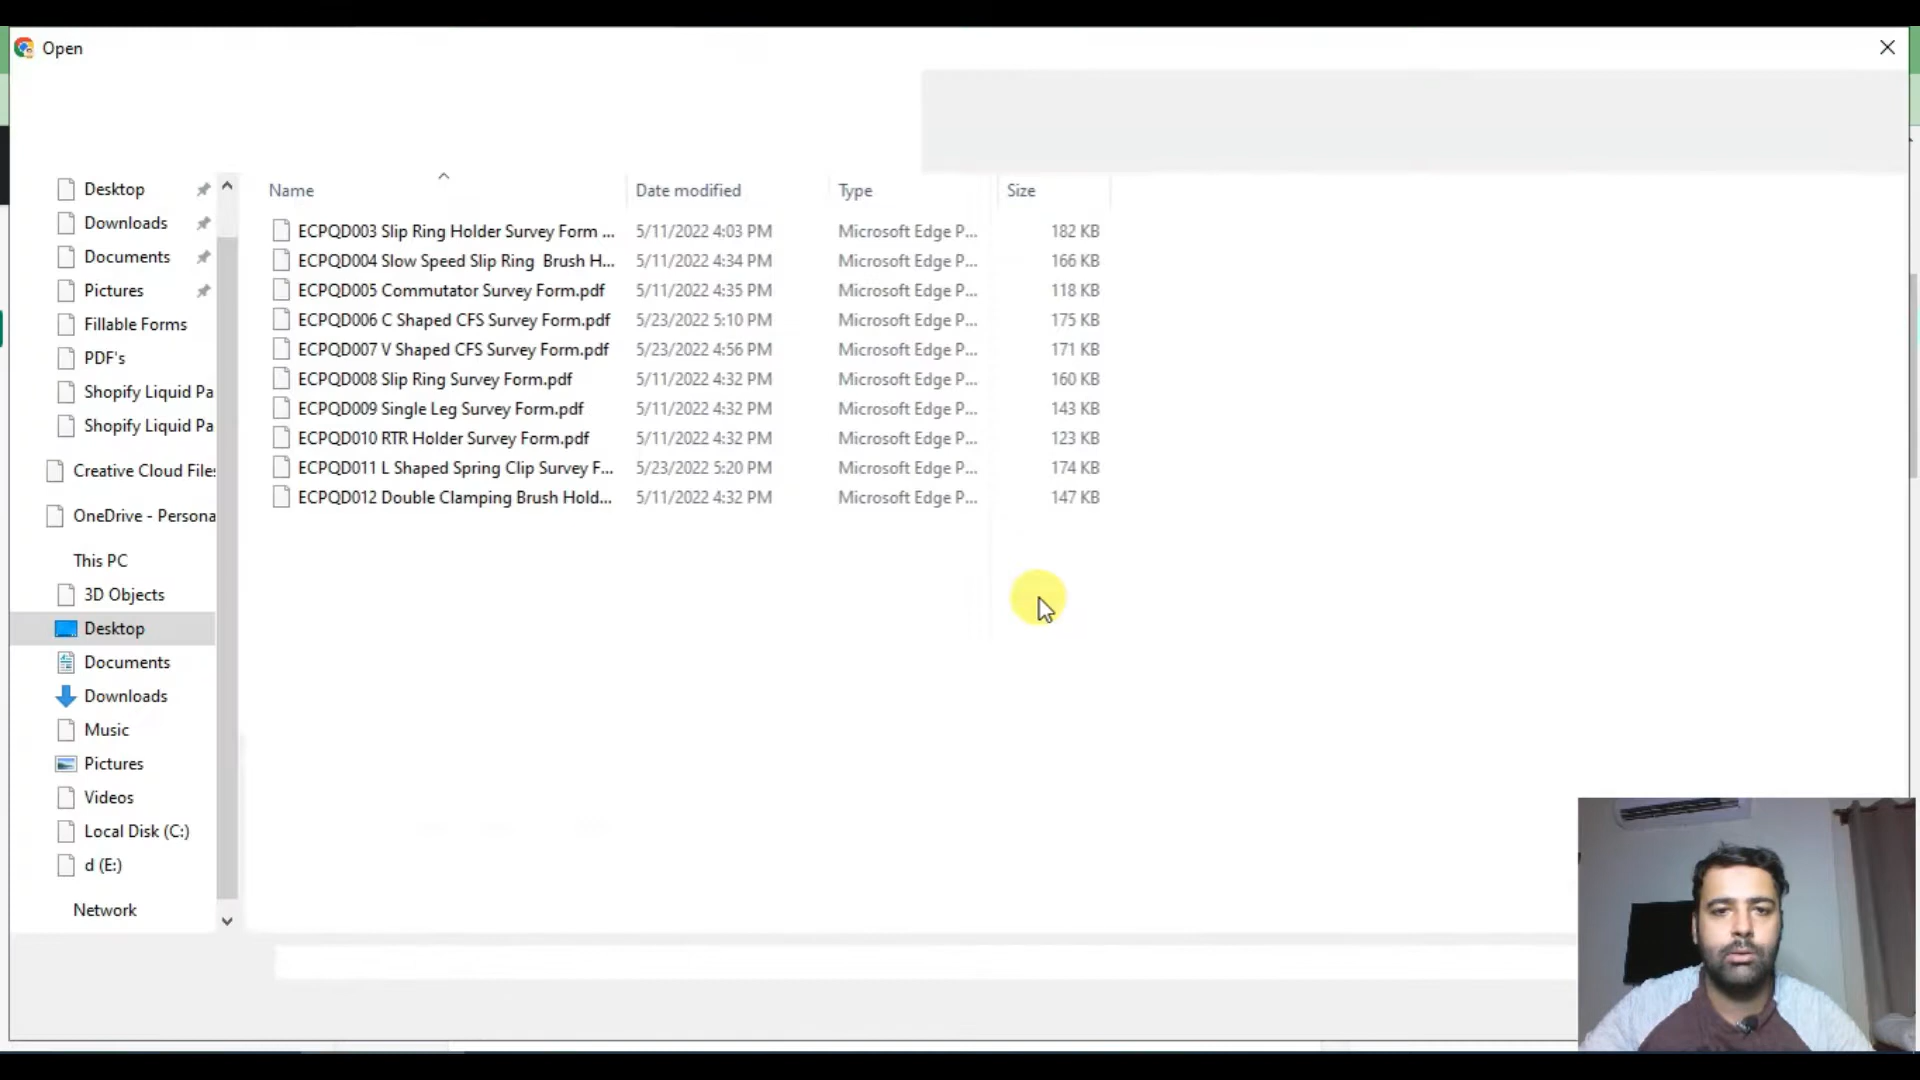 Open
Name Date modified Type Size
Desktop
Downloads
Documents
Pictures
Fillable Forms
PDF's
Shopify Liquid Pa
Shopify Liquid Pa
Creative Cloud Files
OneDrive - Persona
This PC
3D Objects
Desktop
Documents
Downloads
Music
Pictures
Videos
Local Disk (C:)
d (E:)
Network
ECPQD003 Slip Ring Holder Survey Form ... 5/11/2022 4:03 PM Microsoft Edge P... 182 KB
ECPQD004 Slow Speed Slip Ring  Brush H... 5/11/2022 4:34 PM Microsoft Edge P... 166 KB
ECPQD005 Commutator Survey Form.pdf 5/11/2022 4:35 PM Microsoft Edge P... 118 KB
ECPQD006 C Shaped CFS Survey Form.pdf 5/23/2022 5:10 PM Microsoft Edge P... 175 KB
ECPQD007 V Shaped CFS Survey Form.pdf 5/23/2022 4:56 PM Microsoft Edge P... 171 KB
ECPQD008 Slip Ring Survey Form.pdf 5/11/2022 4:32 PM Microsoft Edge P... 160 KB
ECPQD009 Single Leg Survey Form.pdf 5/11/2022 4:32 PM Microsoft Edge P... 143 KB
ECPQD010 RTR Holder Survey Form.pdf 5/11/2022 4:32 PM Microsoft Edge P... 123 KB
ECPQD011 L Shaped Spring Clip Survey F... 5/23/2022 5:20 PM Microsoft Edge P... 174 KB
ECPQD012 Double Clamping Brush Hold... 5/11/2022 4:32 PM Microsoft Edge P... 147 KB